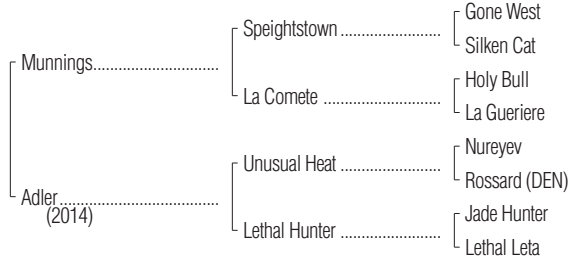 Gone West
Speightstown
Silken Cat
Munnings
Holy Bull
La Comete
La Gueriere
Nureyev
Unusual Heat
Rossard (DEN)
Adler
(2014)
Jade Hunter
Lethal Hunter
Lethal Leta